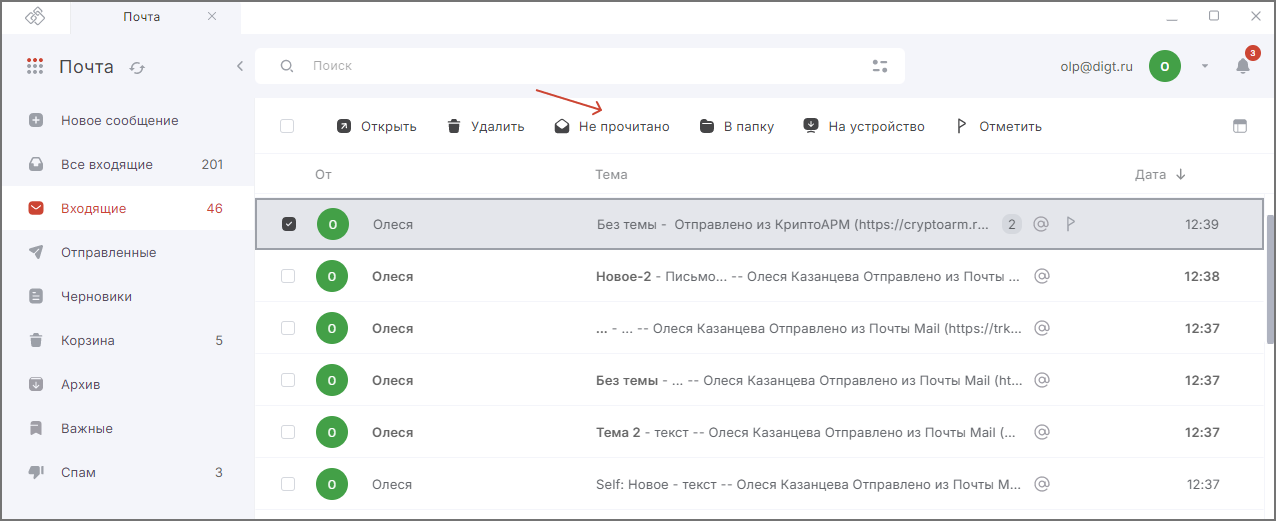 Почта
Почта
Поиск
olp@digt.ru
О
3
Новое сообщение
Все входящие 201
Входящие 46
Отправленные
Черновики
Корзина 5
Архив
Важные
Спам 3
Открыть Удалить Не прочитано В папку На устройство Отметить
От Тема Дата
О Олеся Без темы - Отправлено из КриптоАРМ (https://cryptoarm.r... 2 12:39
О Олеся Новое-2 - Письмо... -- Олеся Казанцева Отправлено из Почты ... 12:38
О Олеся ... - ... -- Олеся Казанцева Отправлено из Почты Mail (https://trk... 12:37
О Олеся Без темы - ... -- Олеся Казанцева Отправлено из Почты Mail (ht... 12:37
О Олеся Тема 2 - текст -- Олеся Казанцева Отправлено из Почты Mail (... 12:37
О Олеся Self: Новое - текст -- Олеся Казанцева Отправлено из Почты M... 12:37